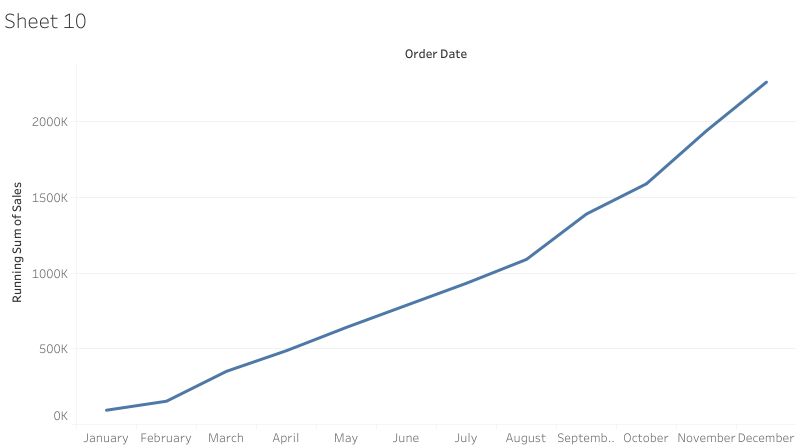 Sheet 10
Order Date
Running Sum of Sales
2000K
1500K
1000K
500K
0K
January February March April May June July August Septemb.. October November December